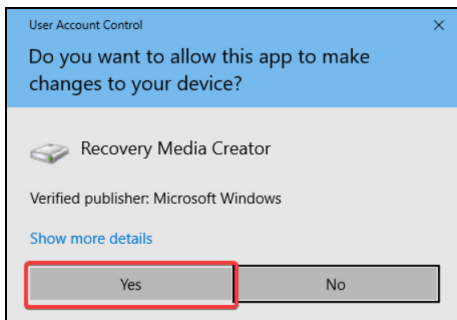 User Account Control
Do you want to allow this app to make
changes to your device?
Recovery Media Creator
Verified publisher: Microsoft Windows
Show more details
Yes
No